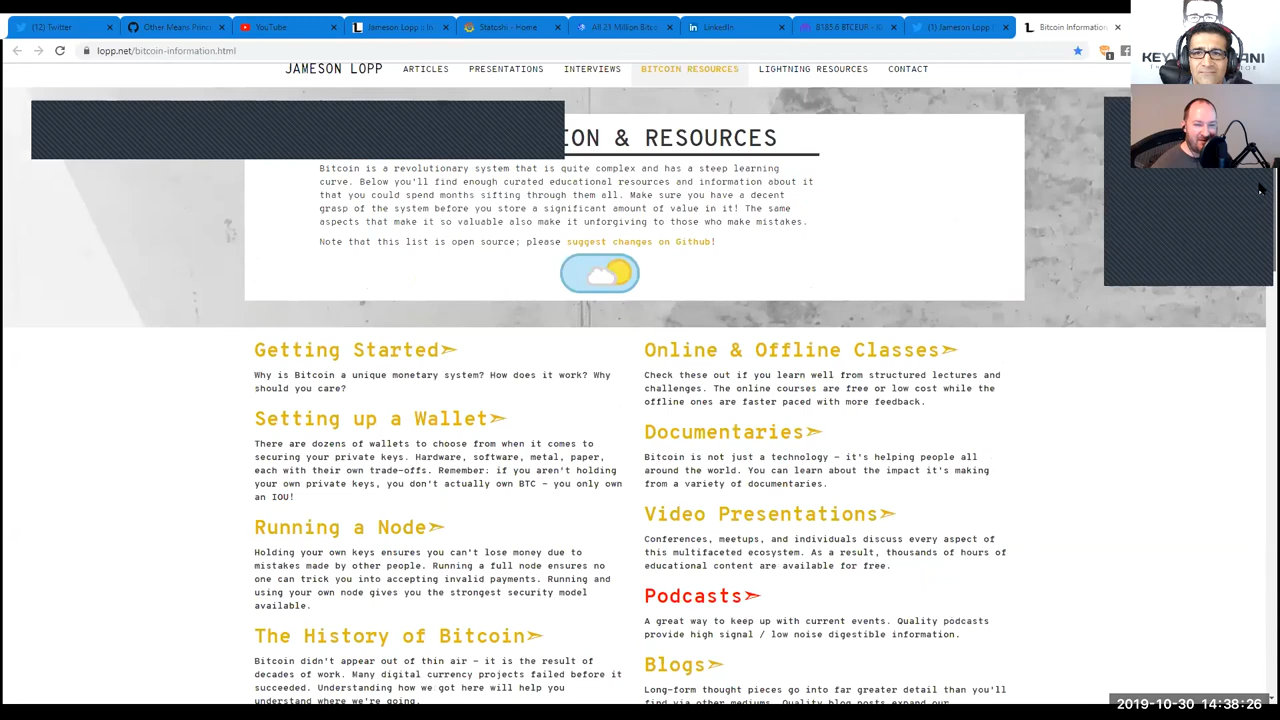 (1) Twitter
Other Means Princ
YouTube
Jameson Lopp :: In
Statoshi - Home
All 21 Million Bitco
LinkedIn
8185.6 BTCEUR - K
(1) Jameson Lopp
Bitcoin Information
lopp.net/bitcoin-information.html
JAMESON LOPP
ARTICLES
PRESENTATIONS
INTERVIEWS
BITCOIN RESOURCES
LIGHTNING RESOURCES
CONTACT
ION & RESOURCES
Bitcoin is a revolutionary system that is quite complex and has a steep learning
curve. Below you'll find enough curated educational resources and information about it
that you could spend months sifting through them all. Make sure you have a decent
grasp of the system before you store a significant amount of value in it! The same
aspects that make it so valuable also make it unforgiving to those who make mistakes.
Note that this list is open source; please suggest changes on Github!
Getting Started➣
Why is Bitcoin a unique monetary system? How does it work? Why
should you care?
Setting up a Wallet➣
There are dozens of wallets to choose from when it comes to
securing your private keys. Hardware, software, metal, paper,
each with their own trade-offs. Remember: if you aren't holding
your own private keys, you don't actually own BTC - you only own
an IOU!
Running a Node➣
Holding your own keys ensures you can't lose money due to
mistakes made by other people. Running a full node ensures no
one can trick you into accepting invalid payments. Running and
using your own node gives you the strongest security model
available.
The History of Bitcoin➣
Bitcoin didn't appear out of thin air - it is the result of
decades of work. Many digital currency projects failed before it
succeeded. Understanding how we got here will help you
understand where we're going.
Online & Offline Classes➣
Check these out if you learn well from structured lectures and
challenges. The online courses are free or low cost while the
offline ones are faster paced with more feedback.
Documentaries➣
Bitcoin is not just a technology - it's helping people all
around the world. You can learn about the impact it's making
from a variety of documentaries.
Video Presentations➣
Conferences, meetups, and individuals discuss every aspect of
this multifaceted ecosystem. As a result, thousands of hours of
educational content are available for free.
Podcasts➣
A great way to keep up with current events. Quality podcasts
provide high signal / low noise digestible information.
Blogs➣
Long-form thought pieces go into far greater detail than you'll
find via other mediums. Quality blog posts expand our
2019-10-30 14:38:26